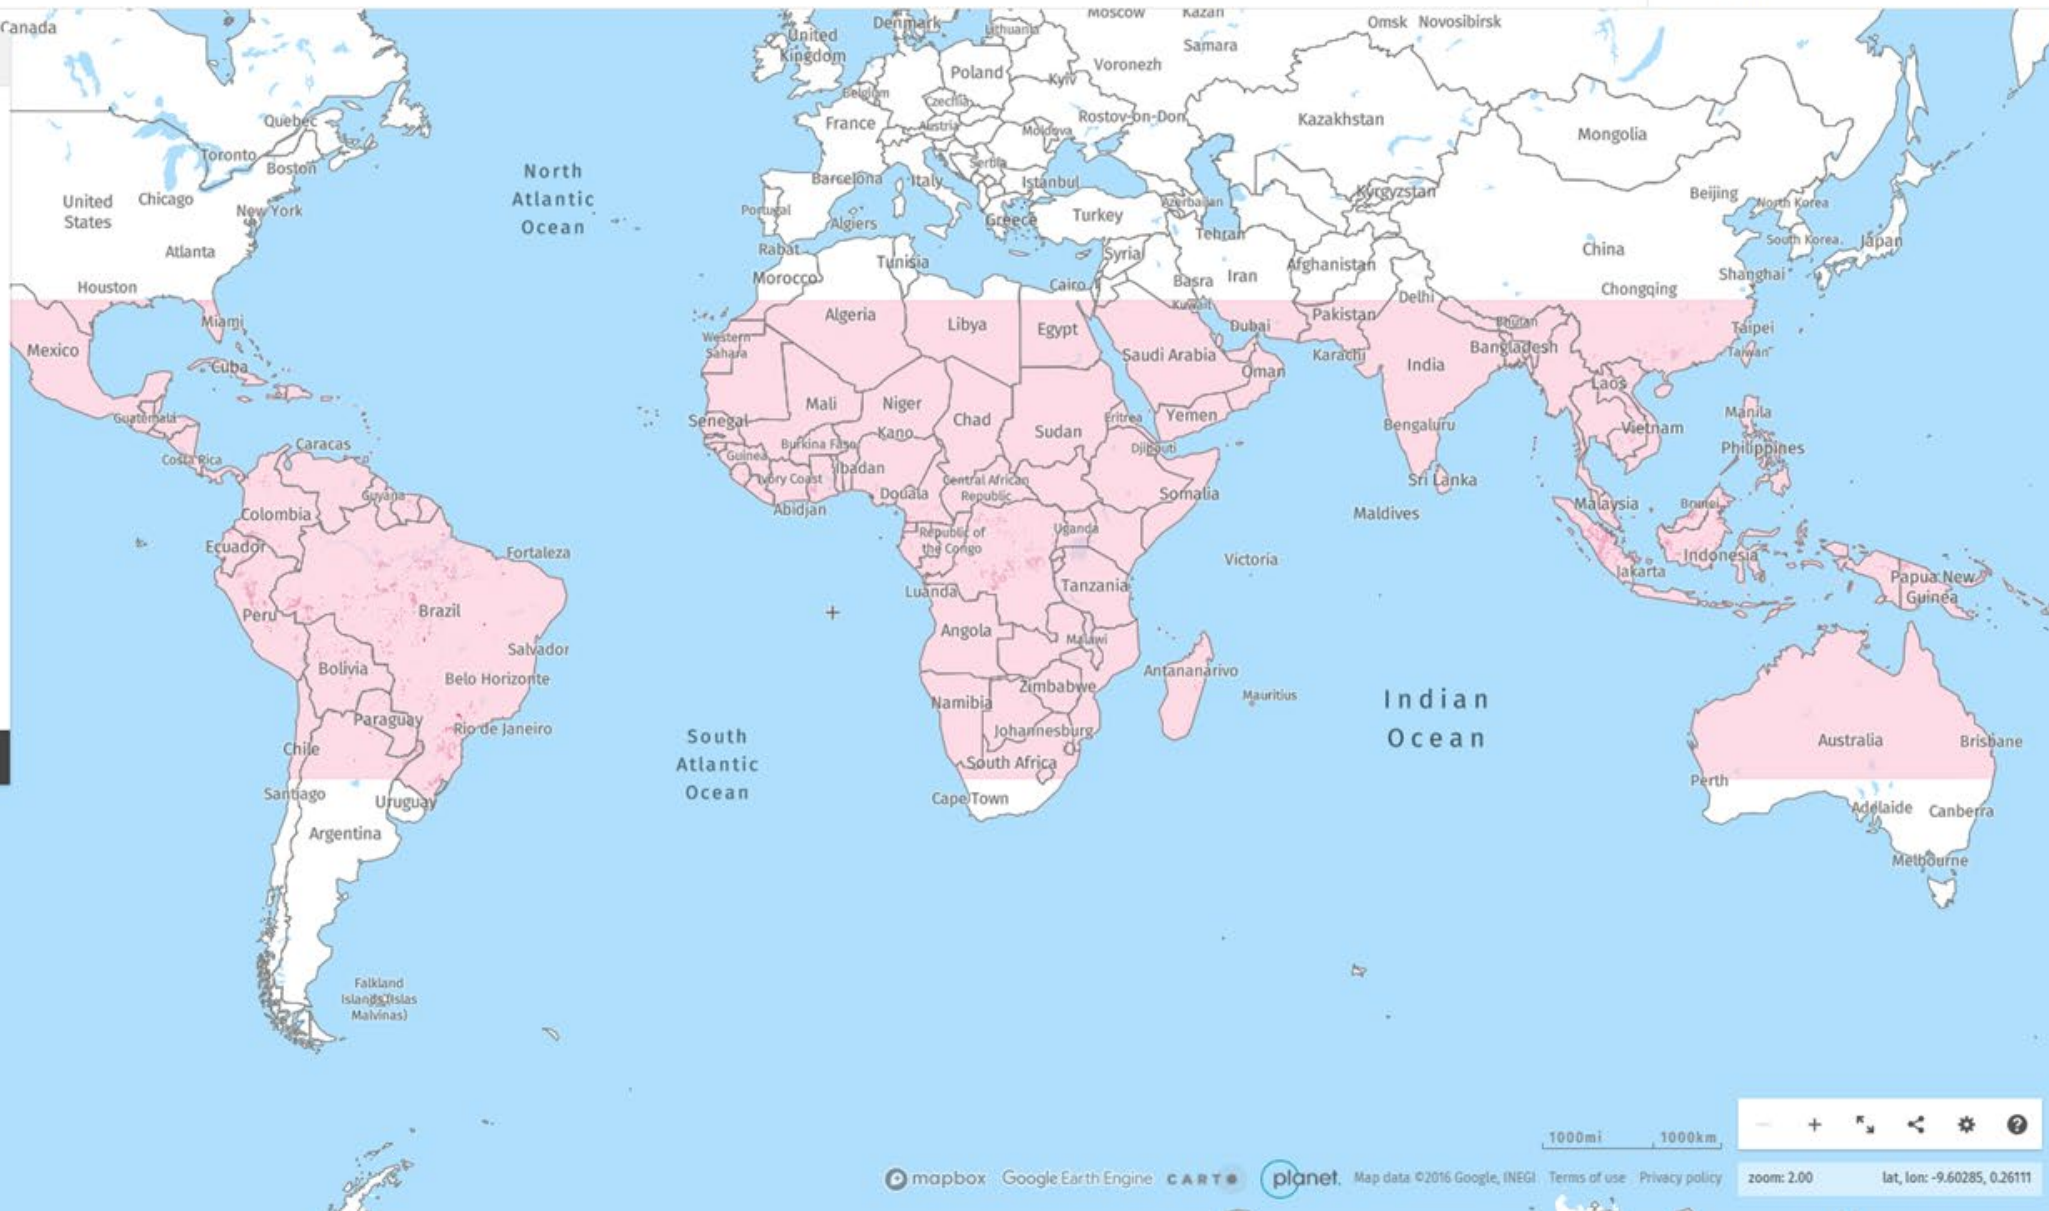 Canada
United
Kingdom
Denmark
Lithuania
Moscow
Kazan
Omsk
Novosibirsk
Samara
Voronezh
Poland
Kyiv
Belgium
Czechia
Quebec
France
Austria
Moldova
Rostov-on-Don
Kazakhstan
Mongolia
Toronto
Boston
North
Atlantic
Ocean
Serbia
Barcelona
Italy
Istanbul
Kyrgyzstan
Beijing
North Korea
United
States
Chicago
New York
Portugal
Algiers
Greece
Turkey
Azerbaijan
Tehran
South Korea
Japan
Atlanta
Rabat
Tunisia
Syria
Afghanistan
China
Houston
Morocco
Cairo
Basra
Iran
Shanghai
Chongqing
Delhi
Kuwait
Miami
Algeria
Libya
Egypt
Dubai
Pakistan
Bhutan
Taipei
Mexico
Western
Sahara
Saudi Arabia
Karachi
Bangladesh
Taiwan
Cuba
Oman
India
Laos
Guatemala
Senegal
Mali
Niger
Chad
Sudan
Eritrea
Yemen
Bengaluru
Vietnam
Manila
Philippines
Caracas
Costa Rica
Guinea
Burkina Faso
Kano
Djibouti
Ivory Coast
Ibadan
Central African
Republic
Sri Lanka
Guyana
Colombia
Abidjan
Douala
Somalia
Maldives
Malaysia
Brunei
Ecuador
Fortaleza
Republic of
the Congo
Uganda
Victoria
Indonesia
Jakarta
Papua New
Guinea
Peru
Brazil
Luanda
Tanzania
Angola
Malawi
Salvador
Bolivia
Belo Horizonte
Antananarivo
Zimbabwe
Mauritius
Namibia
Indian
Ocean
Paraguay
Rio de Janeiro
Johannesburg
South
Atlantic
Ocean
Chile
South Africa
Australia
Brisbane
Perth
Santiago
Uruguay
Cape Town
Adelaide
Canberra
Argentina
Melbourne
Falkland
Islands (Islas
Malvinas)
1000mi
1000km
mapbox
Google Earth Engine
CARTO
planet.
Map data ©2016 Google, INEGI
Terms of use
Privacy policy
zoom: 2.00
lat, lon: -9.60285, 0.26111